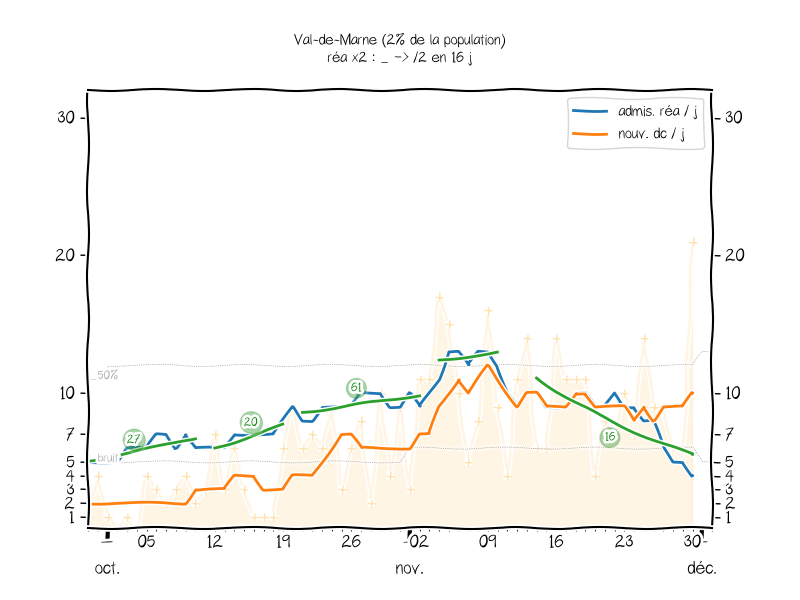 Val-de-Marne (2% de la population)
réa x2 : _ -> /2 en 16 j
admis. réa / j
nouv. dc / j
30 30
20 20
50%
10 10
7 7
bruit
5 5
4 4
3 3
2 2
1 1
27 20 61 16
05 12 19 26 02 09 16 23 30
oct. nov. déc.